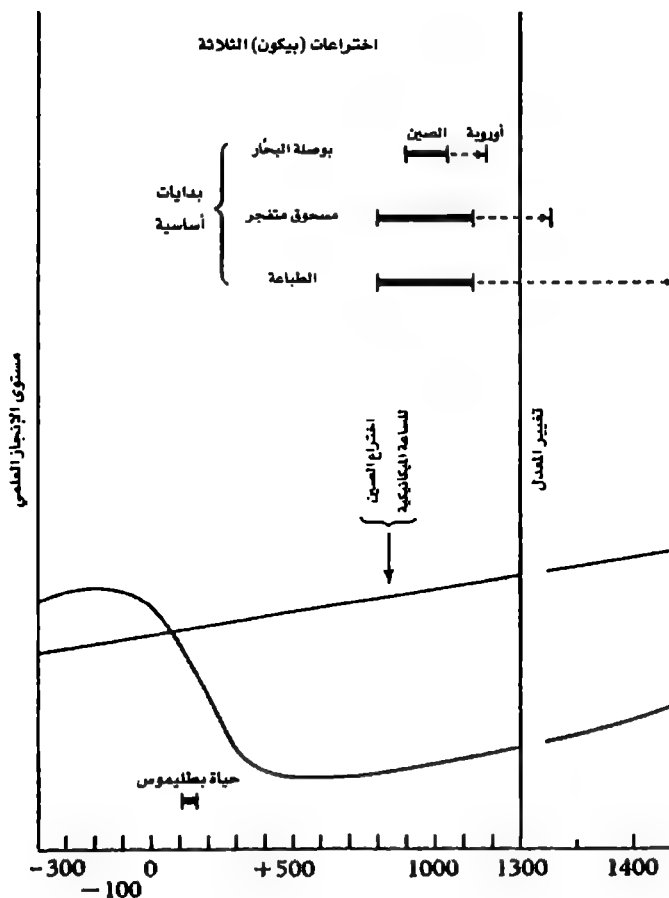 اختراعات (بيكون) الثلاثة
الصين
أوروية
بوصلة البحّار
بدايات
أساسية
مسحوق متفجر
الطباعة
مستوى الإنجاز العلمي
اختراع الصين
للساعة الميكانيكية
تغيير المعدل
حياة بطليموس
-300 0 +500 1000 1300 1400
-100